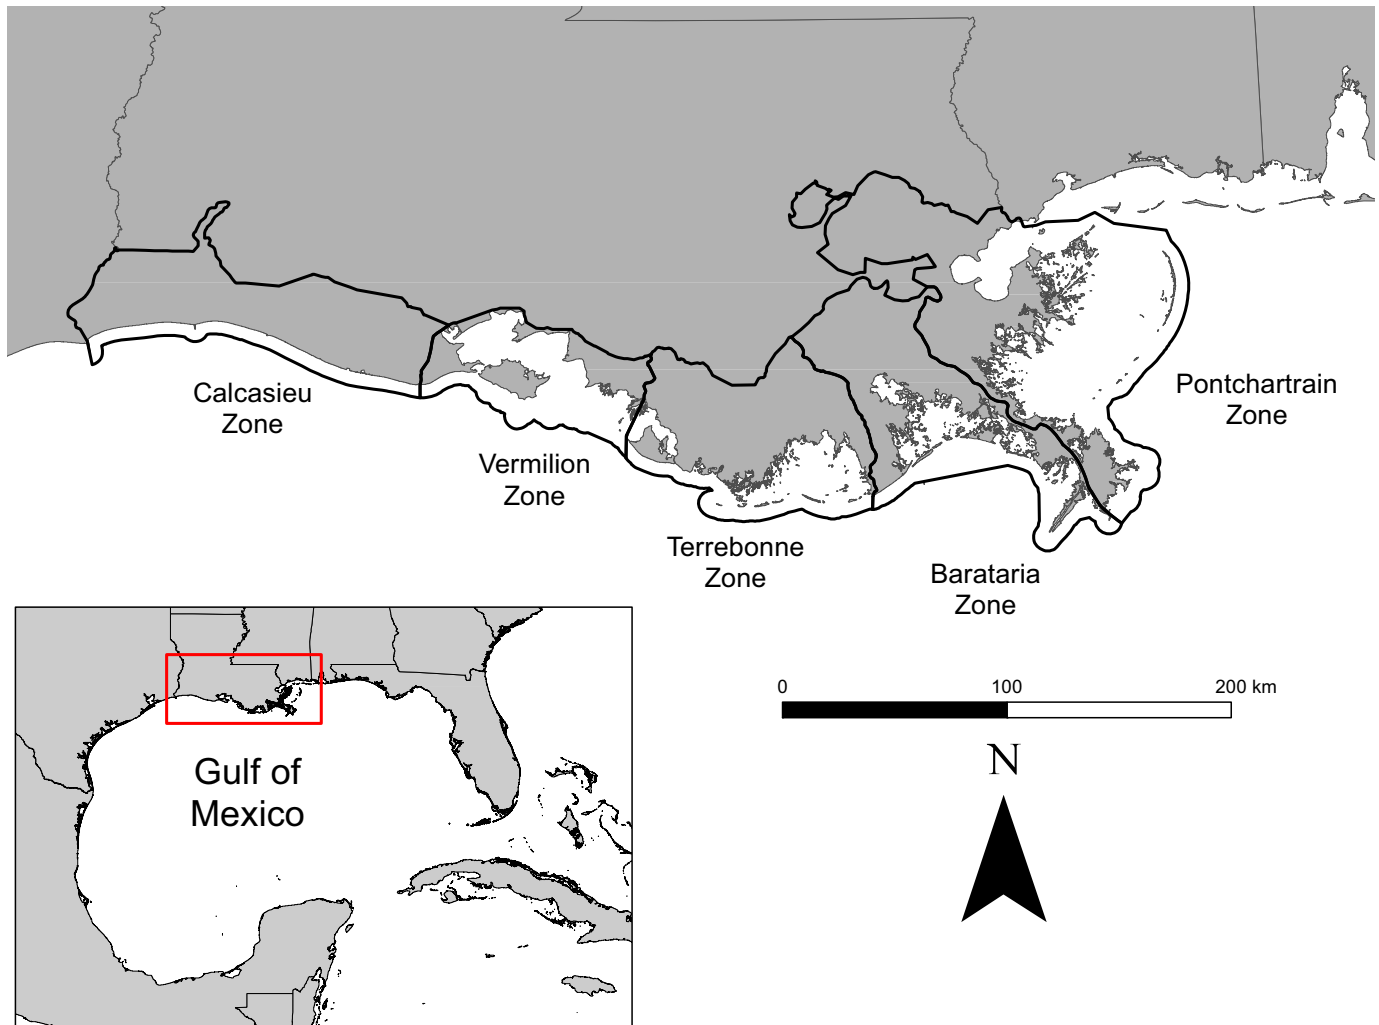 Calcasieu
Zone
Vermilion
Zone
Terrebonne
Zone
Barataria
Zone
Pontchartrain
Zone
0 100 200 km
N
Gulf of
Mexico